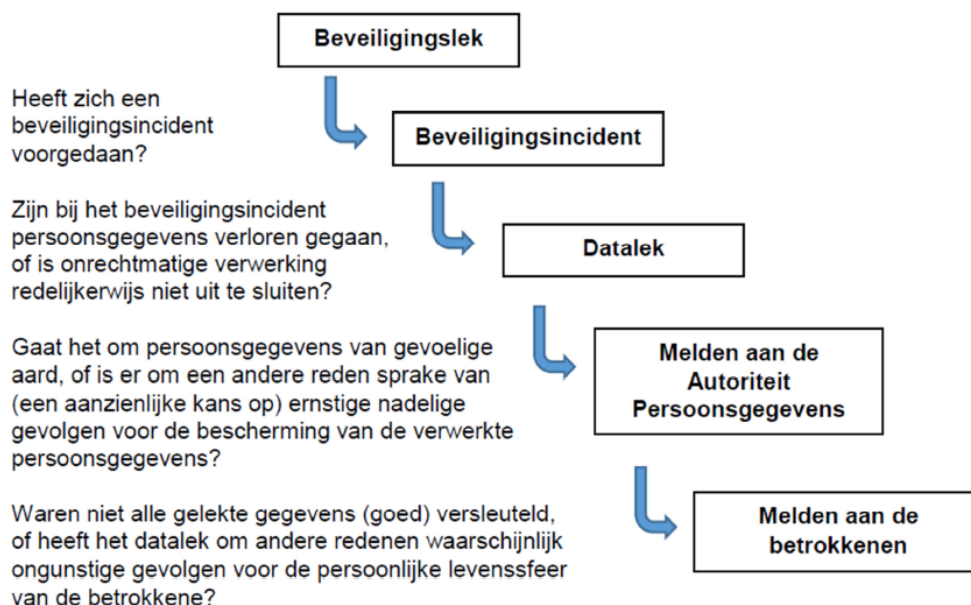 Beveiligingslek
Heeft zich een
beveiligingsincident
voorgedaan?
Beveiligingsincident
Zijn bij het beveiligingsincident
persoonsgegevens verloren gegaan,
of is onrechtmatige verwerking
redelijkerwijs niet uit te sluiten?
Datalek
Gaat het om persoonsgegevens van gevoelige
aard, of is er om een andere reden sprake van
(een aanzienlijke kans op) ernstige nadelige
gevolgen voor de bescherming van de verwerkte
persoonsgegevens?
Melden aan de
Autoriteit
Persoonsgegevens
Waren niet alle gelekte gegevens (goed) versleuteld,
of heeft het datalek om andere redenen waarschijnlijk
ongunstige gevolgen voor de persoonlijke levenssfeer
van de betrokkene?
Melden aan de
betrokkenen